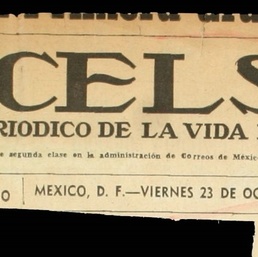 CELS
RIODICO DE LA VIDA
e segunda clase en la administración de Correos de Méxic
O | MEXICO, D. F.—VIERNES 23 DE OC